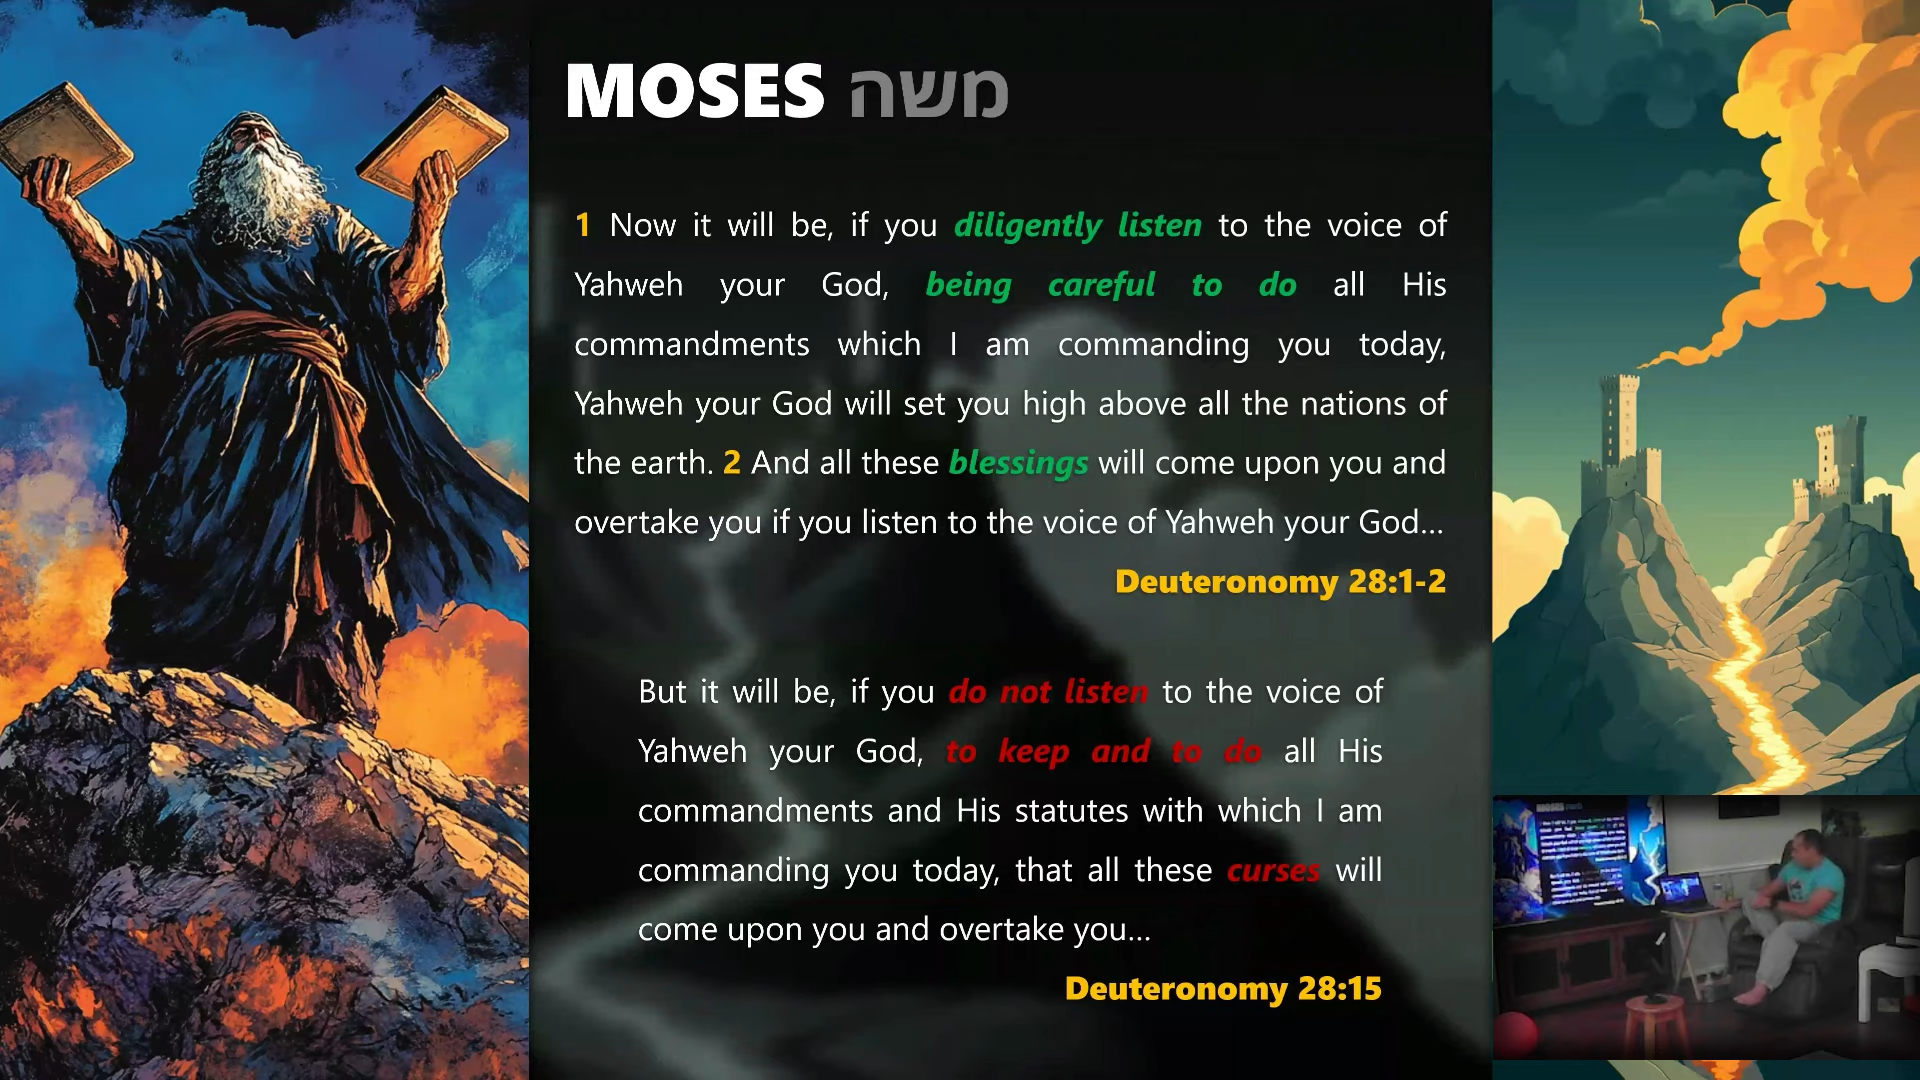 MOSES משה
1 Now it will be, if you diligently listen to the voice of
Yahweh your God, being careful to do all His
commandments which I am commanding you today,
Yahweh your God will set you high above all the nations of
the earth. 2 And all these blessings will come upon you and
overtake you if you listen to the voice of Yahweh your God...
Deuteronomy 28:1-2
But it will be, if you do not listen to the voice of
Yahweh your God, to keep and to do all His
commandments and His statutes with which I am
commanding you today, that all these curses will
come upon you and overtake you...
Deuteronomy 28:15